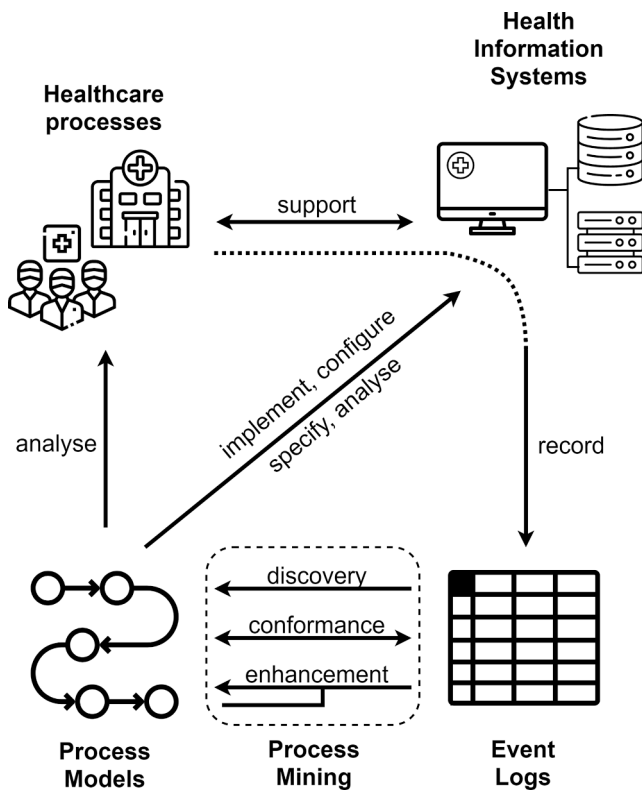 Health
Information
Systems
Healthcare
processes
support
implement, configure
specify, analyse
analyse
record
discovery
conformance
enhancement
Process
Models
Process
Mining
Event
Logs